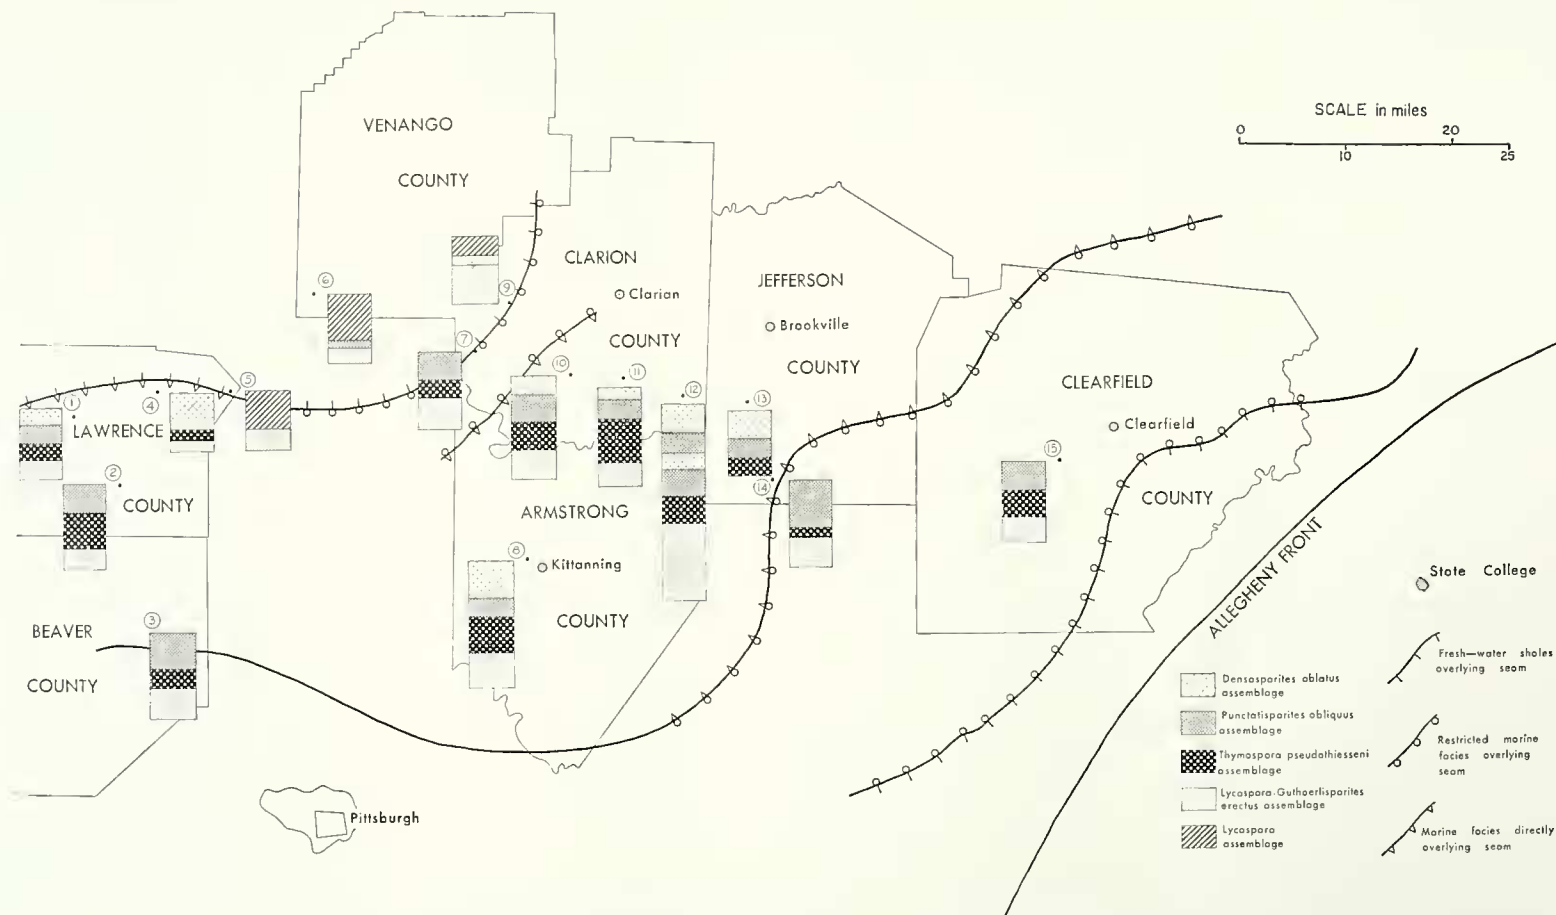 VENANGO
COUNTY
SCALE in miles
0
20
10
25
CLARION
Clarian
COUNTY
JEFFERSON
Brookville
COUNTY
CLEARFIELD
Clearfield
COUNTY
LAWRENCE
COUNTY
ARMSTRONG
Kittanning
COUNTY
BEAVER
COUNTY
1
2
3
4
5
6
7
8
9
10
11
12
13
14
15
Pittsburgh
ALLEGHENY FRONT
State College
Densosporites oblatus
assemblage
Punctatisporites obliquus
assemblage
Thymospora pseudothiesseni
assemblage
Lycospora-Guthoerlisporites
erectus assemblage
Lycospora
assemblage
Fresh-water sholes
overlying seam
Restricted marine
facies overlying
seam
Marine facies directly
overlying seam